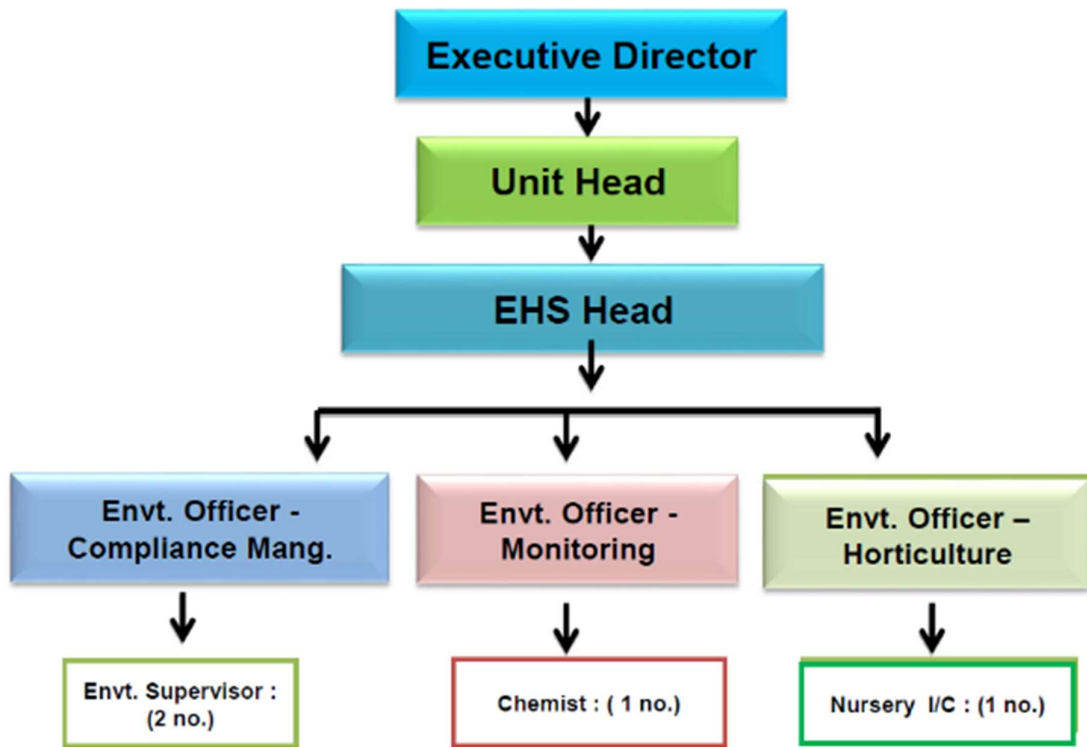 Executive Director
Unit Head
EHS Head
Envt. Officer -
Compliance Mang.
Envt. Officer -
Monitoring
Envt. Officer –
Horticulture
Envt. Supervisor :
(2 no.)
Chemist : ( 1 no.)
Nursery I/C : (1 no.)